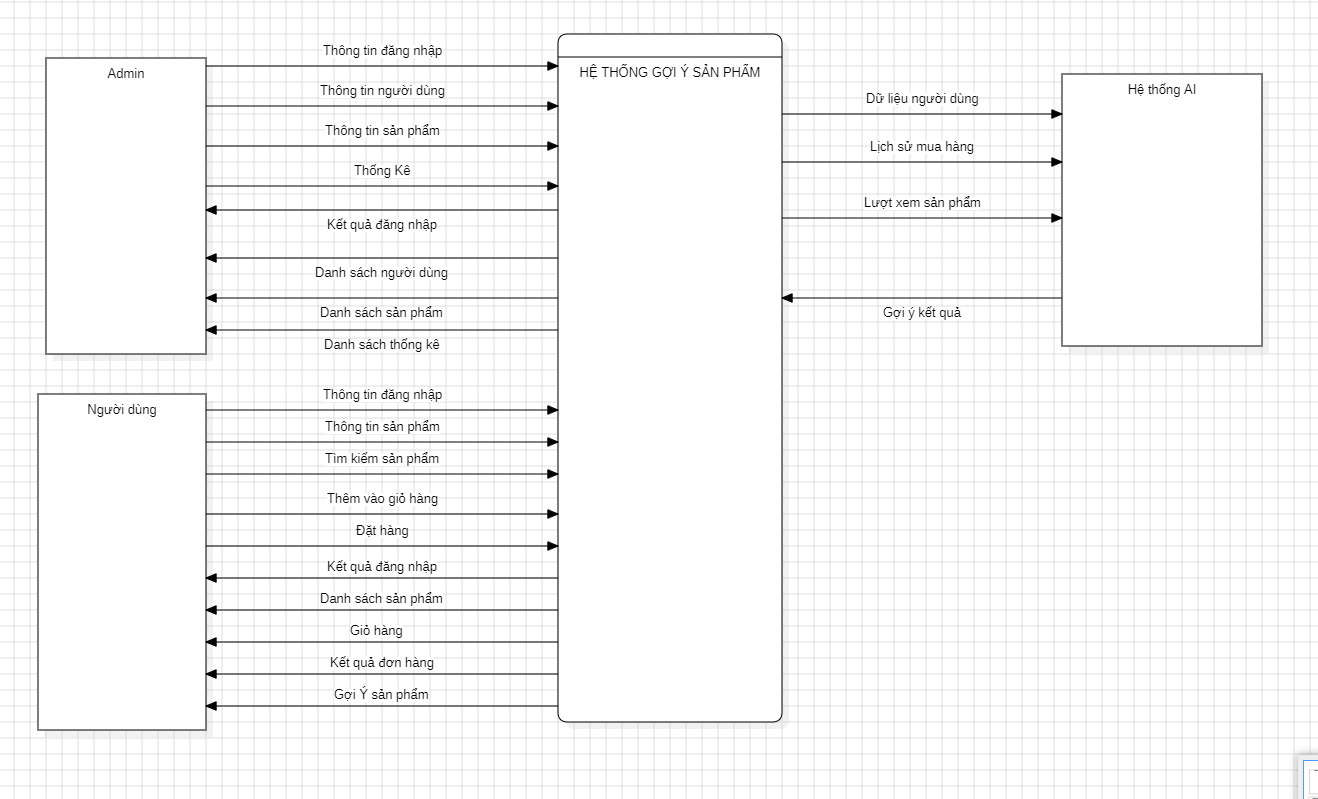 Admin
Thông tin đăng nhập
Thông tin người dùng
Thông tin sản phẩm
Thống Kê
Kết quả đăng nhập
Danh sách người dùng
Danh sách sản phẩm
Danh sách thống kê
HỆ THỐNG GỢI Ý SẢN PHẨM
Dữ liệu người dùng
Lịch sử mua hàng
Lượt xem sản phẩm
Gợi ý kết quả
Hệ thống AI
Người dùng
Thông tin đăng nhập
Thông tin sản phẩm
Tìm kiếm sản phẩm
Thêm vào giỏ hàng
Đặt hàng
Kết quả đăng nhập
Danh sách sản phẩm
Giỏ hàng
Kết quả đơn hàng
Gợi Ý sản phẩm